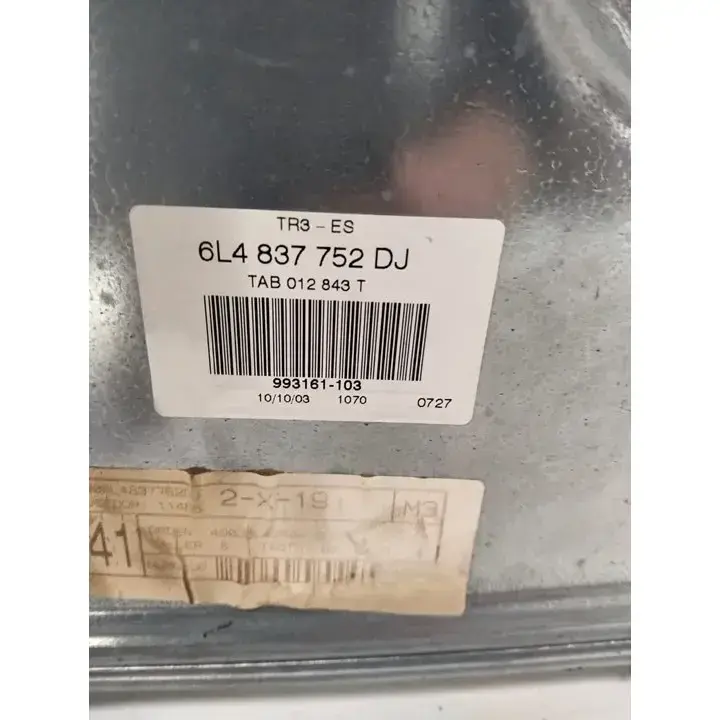 TR3 - ES
6L4 837 752 DJ
TAB 012 843 T
993161-103
10/10/03 1070 0727
2-X-19 M3
41